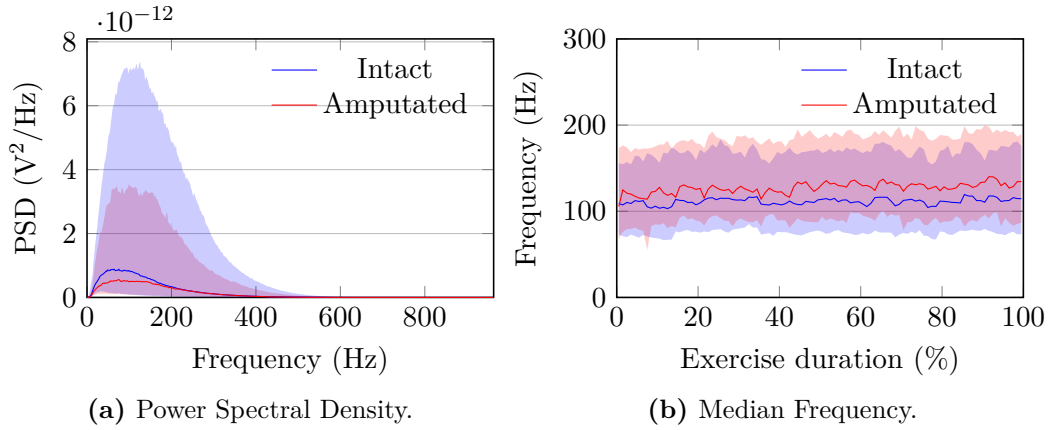 ·10−12
8
6
4
2
0
PSD (V2/Hz)
Intact
Amputated
0 200 400 600 800
Frequency (Hz)
(a) Power Spectral Density.
300
200
100
0
Frequency (Hz)
Intact
Amputated
0 20 40 60 80 100
Exercise duration (%)
(b) Median Frequency.